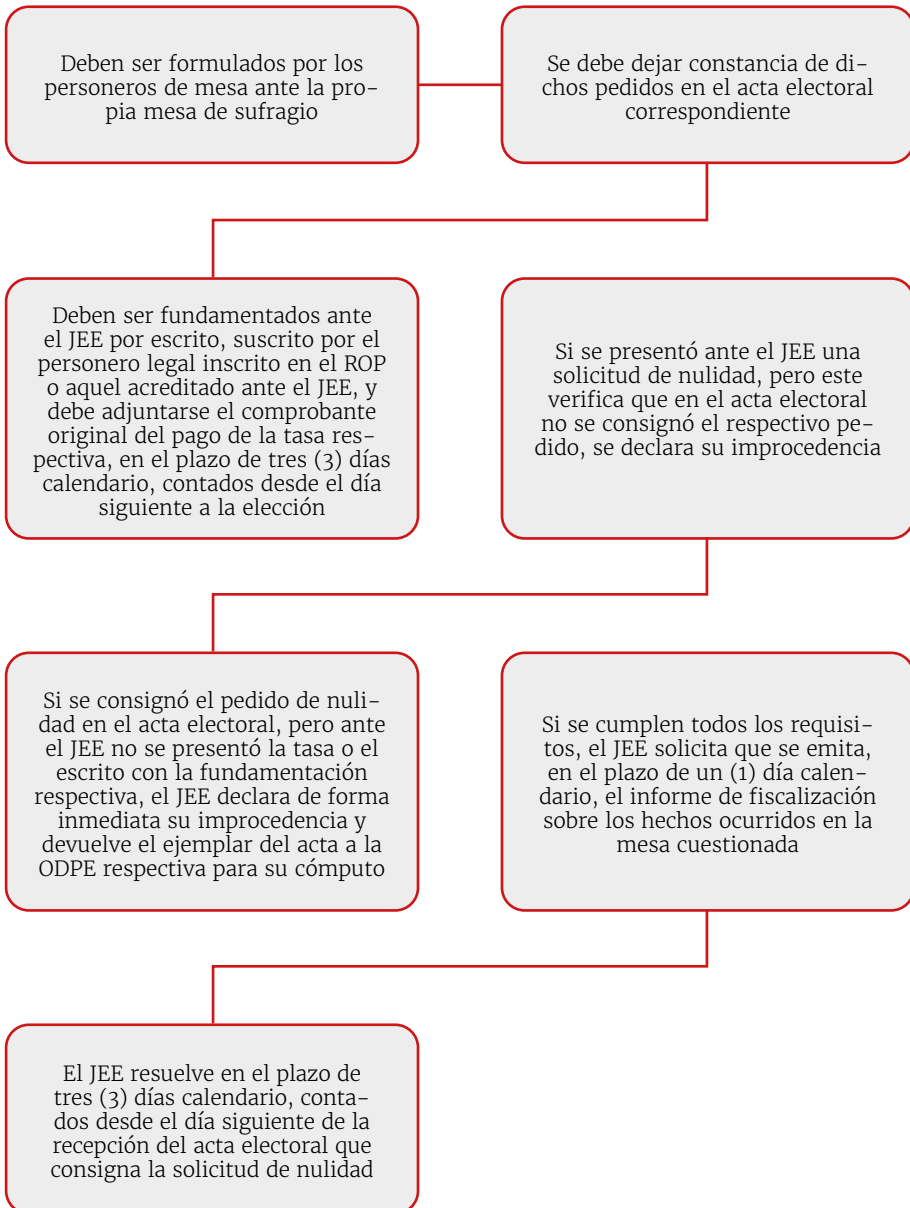 Deben ser formulados por los
personeros de mesa ante la pro-
pia mesa de sufragio
Se debe dejar constancia de di-
chos pedidos en el acta electoral
correspondiente
Deben ser fundamentados ante
el JEE por escrito, suscrito por el
personero legal inscrito en el ROP
o aquel acreditado ante el JEE, y
debe adjuntarse el comprobante
original del pago de la tasa res-
pectiva, en el plazo de tres (3) días
calendario, contados desde el día
siguiente a la elección
Si se presentó ante el JEE una
solicitud de nulidad, pero este
verifica que en el acta electoral
no se consignó el respectivo pe-
dido, se declara su improcedencia
Si se consignó el pedido de nuli-
dad en el acta electoral, pero ante
el JEE no se presentó la tasa o el
escrito con la fundamentación
respectiva, el JEE declara de forma
inmediata su improcedencia y
devuelve el ejemplar del acta a la
ODPE respectiva para su cómputo
Si se cumplen todos los requisi-
tos, el JEE solicita que se emita,
en el plazo de un (1) día calen-
dario, el informe de fiscalización
sobre los hechos ocurridos en la
mesa cuestionada
El JEE resuelve en el plazo de
tres (3) días calendario, conta-
dos desde el día siguiente de la
recepción del acta electoral que
consigna la solicitud de nulidad